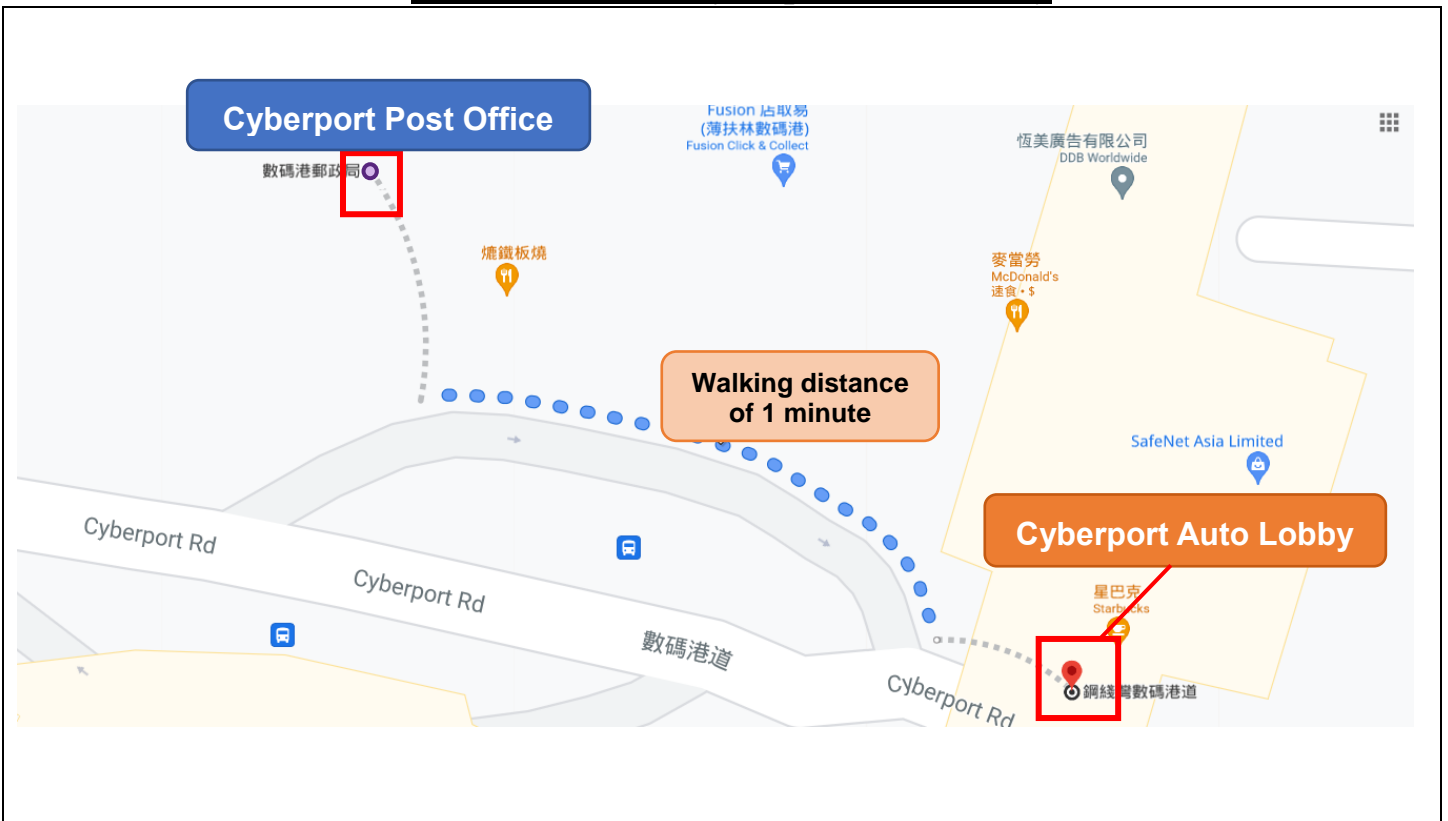 Cyberport Post Office
數碼港郵政局
Fusion 店取易
(薄扶林數碼港)
Fusion Click & Collect
恆美廣告有限公司
DDB Worldwide
熝鐵板燒
麥當勞
McDonald's
速食・$
Walking distance
of 1 minute
SafeNet Asia Limited
Cyberport Auto Lobby
Cyberport Rd
Cyberport Rd
數碼港道
Cyberport Rd
星巴克
Starbucks
鋼綫灣數碼港道